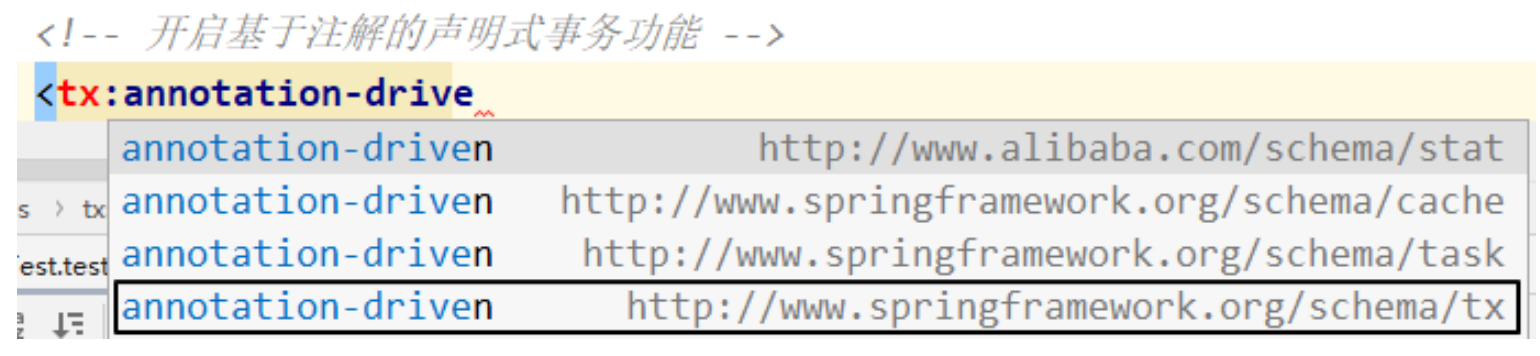 <!-- 开启基于注解的声明式事务功能 -->
<tx:annotation-drive
annotation-driven http://www.alibaba.com/schema/stat
s > tx annotation-driven http://www.springframework.org/schema/cache
est.test annotation-driven http://www.springframework.org/schema/task
annotation-driven http://www.springframework.org/schema/tx